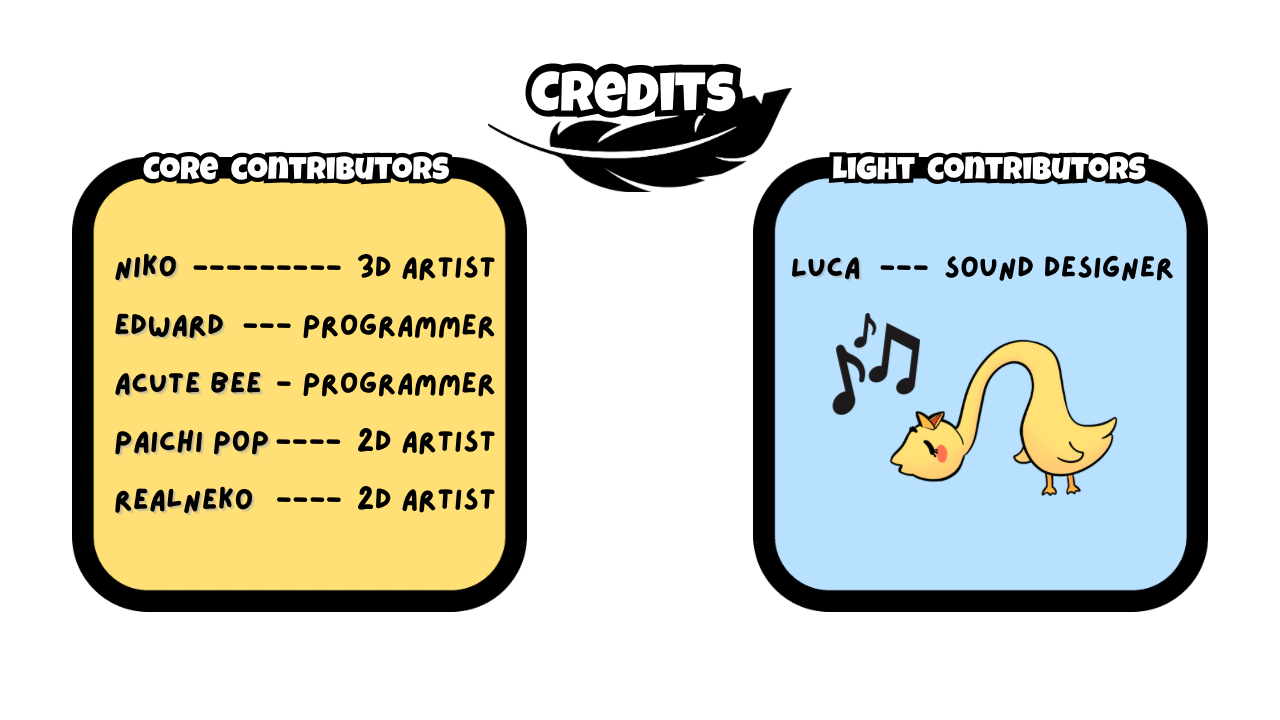 CREDITS
CORE CONTRIBUTORS
NIKO --------- 3D ARTIST
EDWARD --- PROGRAMMER
ACUTE BEE - PROGRAMMER
PAICHI POP ---- 2D ARTIST
REALNEKO ---- 2D ARTIST
LIGHT CONTRIBUTORS
LUCA --- SOUND DESIGNER